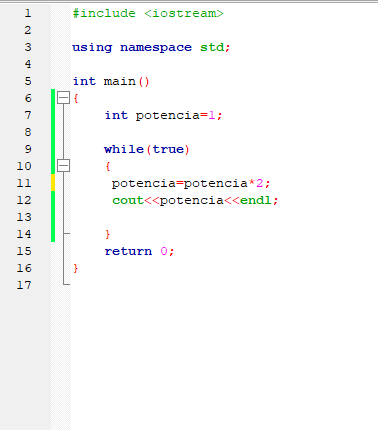 1 #include <iostream>
2
3 using namespace std;
4
5 int main()
6 {
7 int potencia=1;
8
9 while(true)
10 {
11 potencia=potencia*2;
12 cout<<potencia<<endl;
13
14 }
15 return 0;
16 }
17